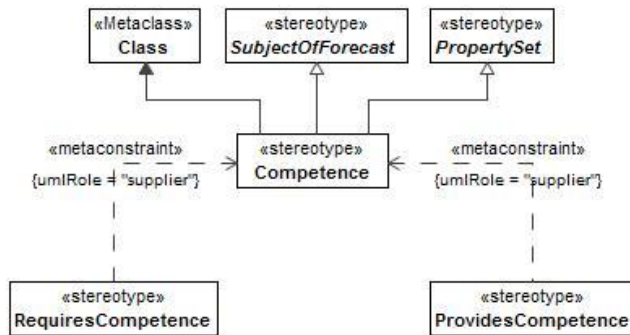 «Metaclass»
Class
«stereotype»
SubjectOfForecast
«stereotype»
PropertySet
«metaconstraint»
{umlRole = "supplier"}
«stereotype»
Competence
«metaconstraint»
{umlRole = "supplier"}
«stereotype»
RequiresCompetence
«stereotype»
ProvidesCompetence